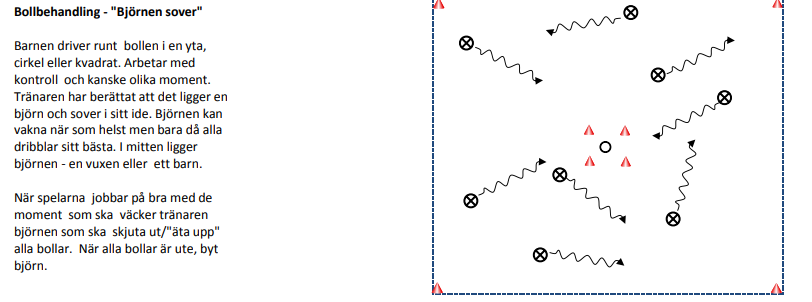 Bollbehandling - "Björnen sover"
Barnen driver runt bollen i en yta,
cirkel eller kvadrat. Arbetar med
kontroll och kanske olika moment.
Tränaren har berättat att det ligger en
björn och sover i sitt ide. Björnen kan
vakna när som helst men bara då alla
dribblar sitt bästa. I mitten ligger
björnen - en vuxen eller ett barn.
När spelarna jobbar på bra med de
moment som ska väcker tränaren
björnen som ska skjuta ut/"äta upp"
alla bollar. När alla bollar är ute, byt
björn.